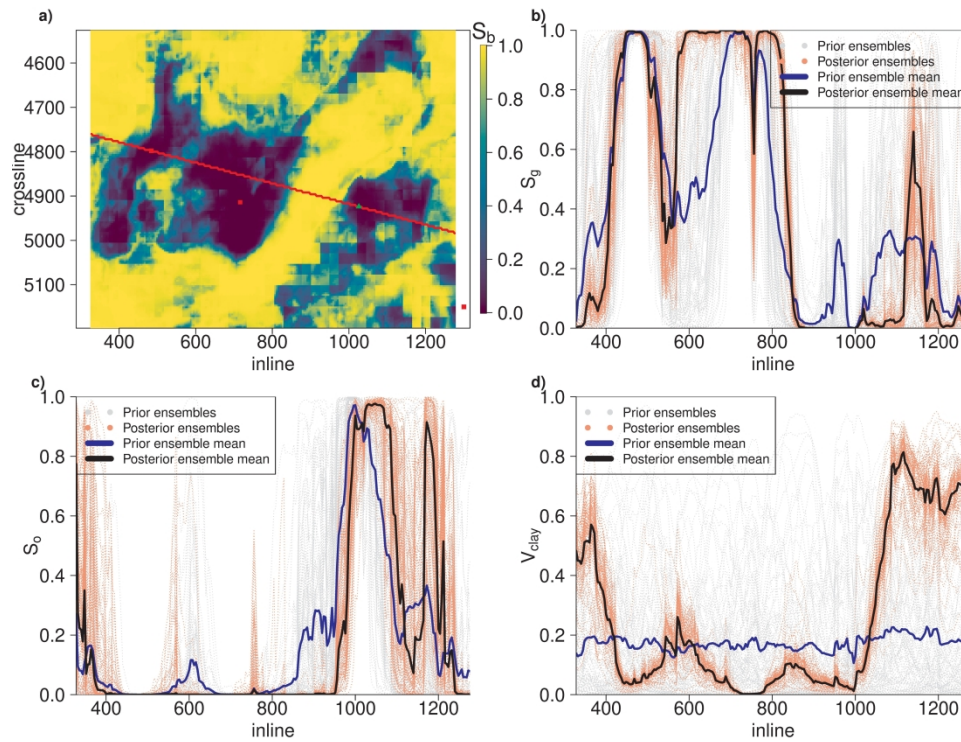 a)
S_b
4600
4700
4800
4900
5000
5100
crossline
400
600
800
1000
1200
inline
1.0
0.8
0.6
0.4
0.2
0.0
b)
1.0
0.8
0.6
0.4
0.2
0.0
S_g
Prior ensembles
Posterior ensembles
Prior ensemble mean
Posterior ensemble mean
400
600
800
1000
1200
inline
c)
1.0
0.8
0.6
0.4
0.2
0.0
S_o
Prior ensembles
Posterior ensembles
Prior ensemble mean
Posterior ensemble mean
400
600
800
1000
1200
inline
d)
1.0
0.8
0.6
0.4
0.2
0.0
V_clay
Prior ensembles
Posterior ensembles
Prior ensemble mean
Posterior ensemble mean
400
600
800
1000
1200
inline